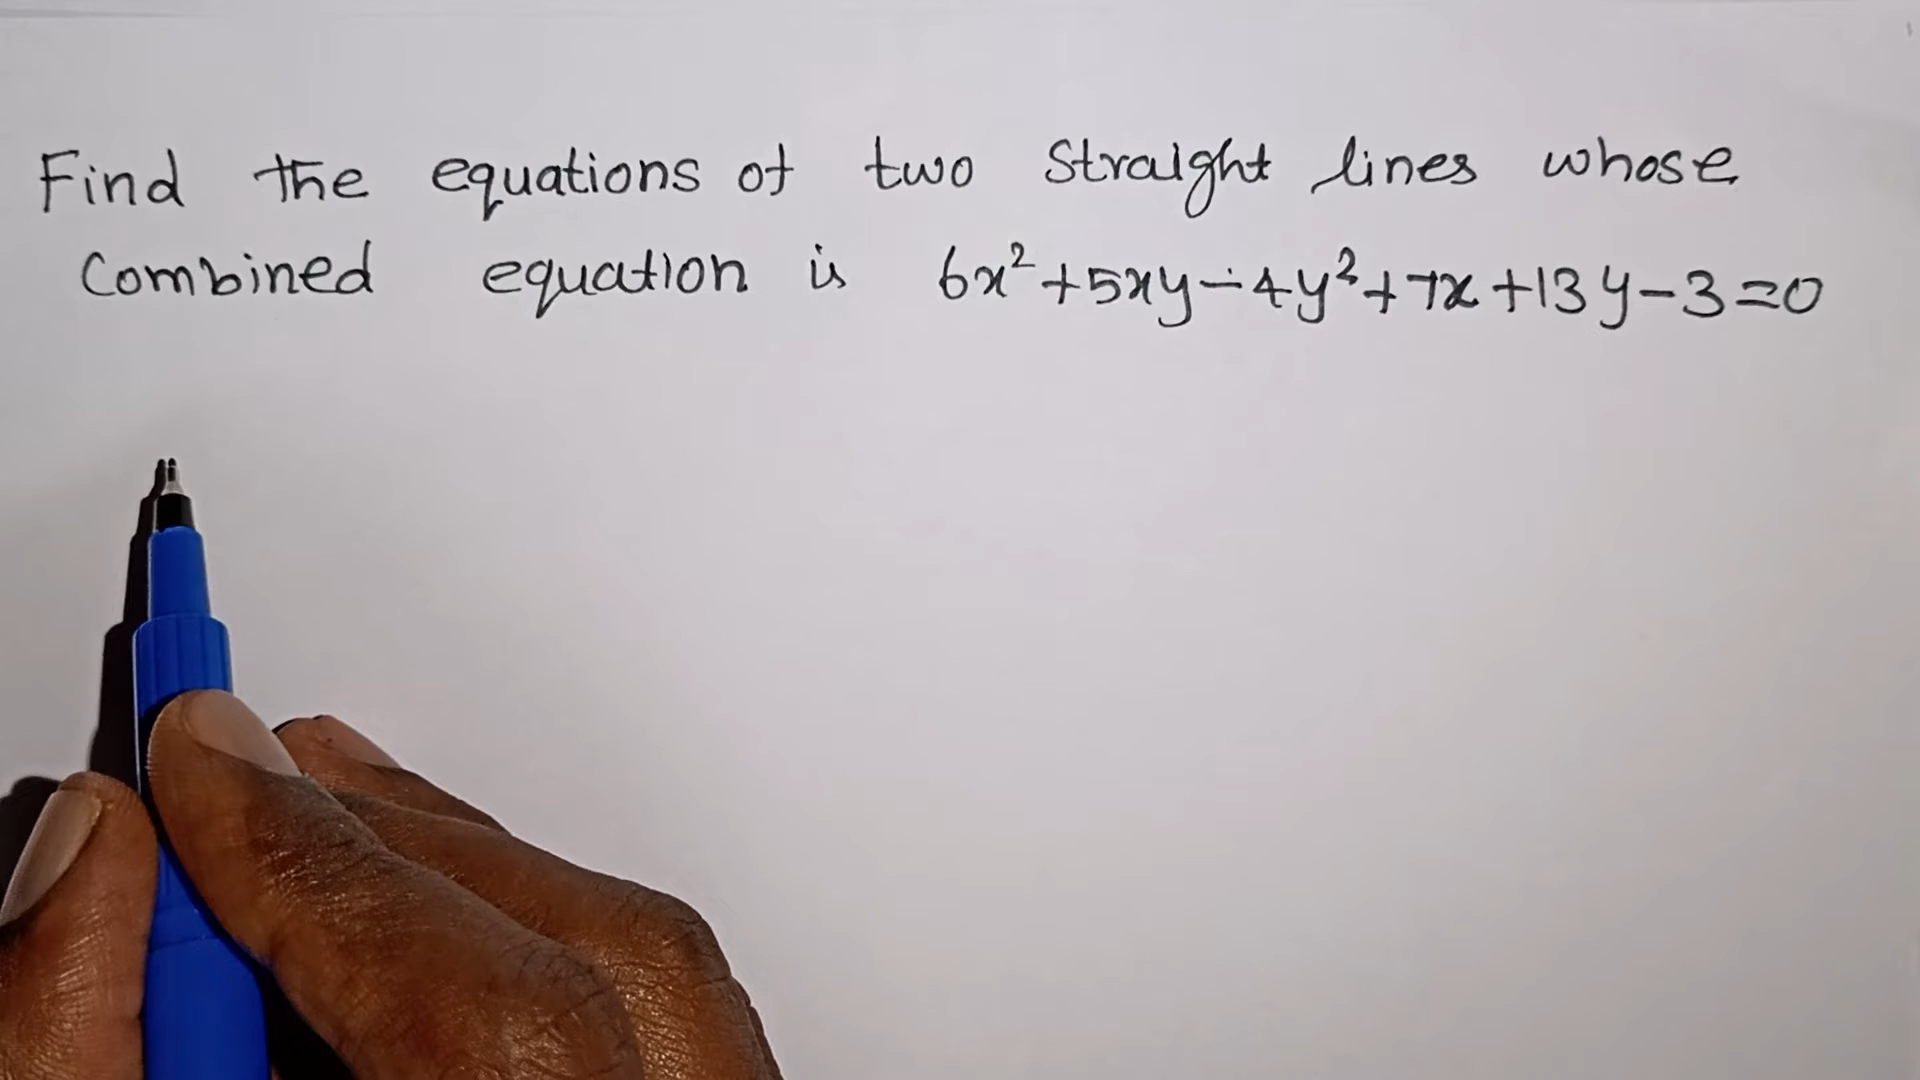 Find the equations of two Straight lines whose
Combined equation is 6x²+5xy-4y²+7x+13y-3=0